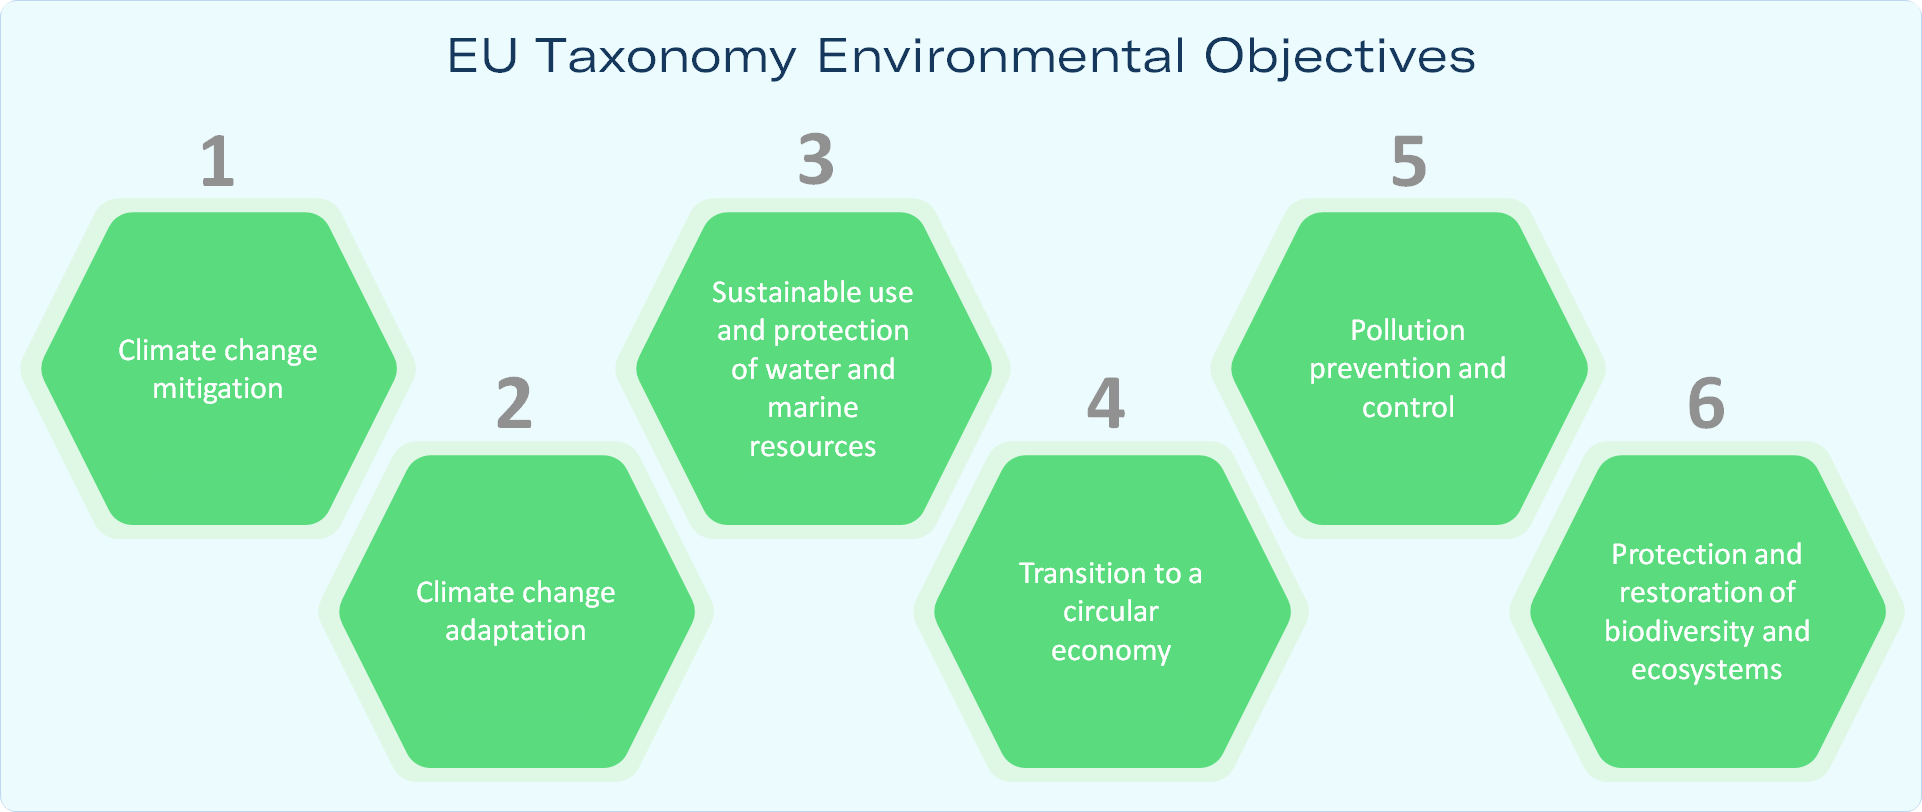 EU Taxonomy Environmental Objectives
1
Climate change
mitigation
2
Climate change
adaptation
3
Sustainable use
and protection
of water and
marine
resources
4
Transition to a
circular
economy
5
Pollution
prevention and
control
6
Protection and
restoration of
biodiversity and
ecosystems